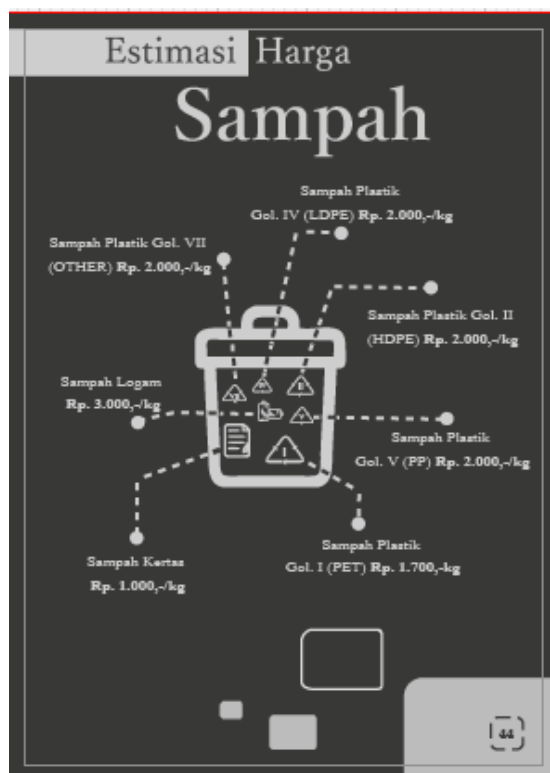 Estimasi Harga
Sampah
Sampah Plastik
Gol. IV (LDPE) Rp. 2.000,-/kg
Sampah Plastik Gol. VII
(OTHER) Rp. 2.000,-/kg
Sampah Plastik Gol. II
(HDPE) Rp. 2.000,-/kg
Sampah Logam
Rp. 3.000,-/kg
Sampah Plastik
Gol. V (PP) Rp. 2.000,-/kg
Sampah Plastik
Gol. I (PET) Rp. 1.700,-kg
Sampah Kertas
Rp. 1.000,-/kg
44